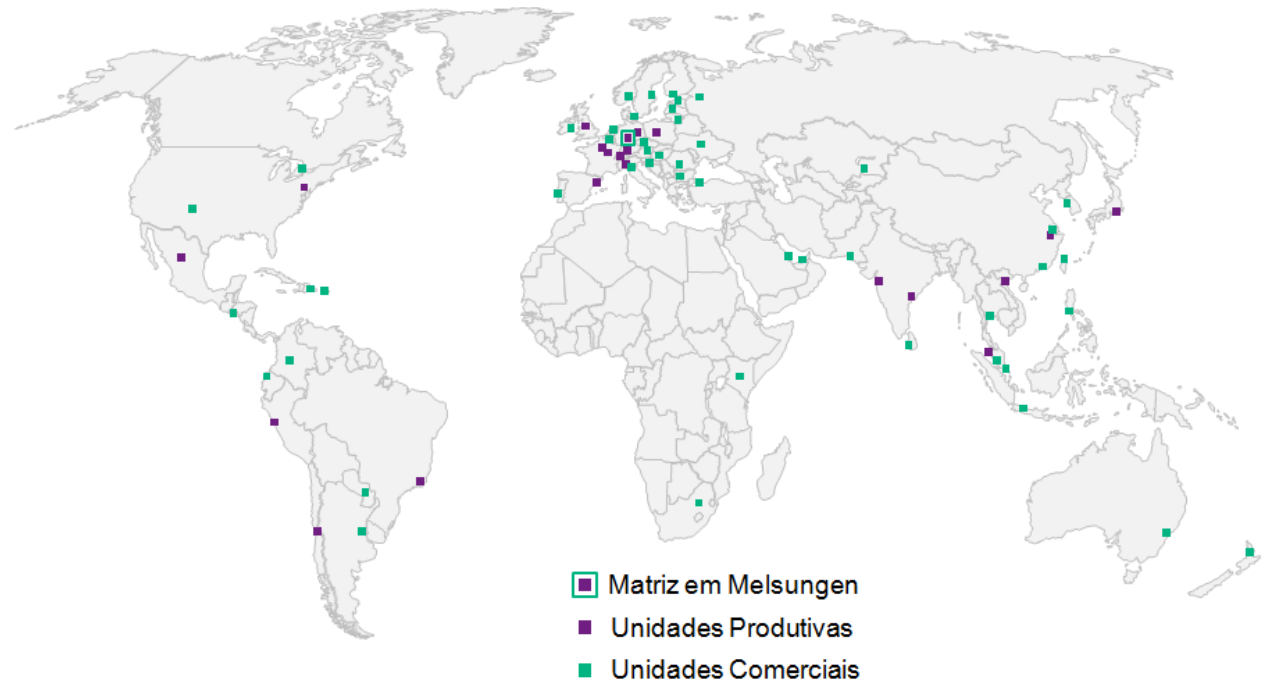 Matriz em Melsungen
Unidades Produtivas
Unidades Comerciais